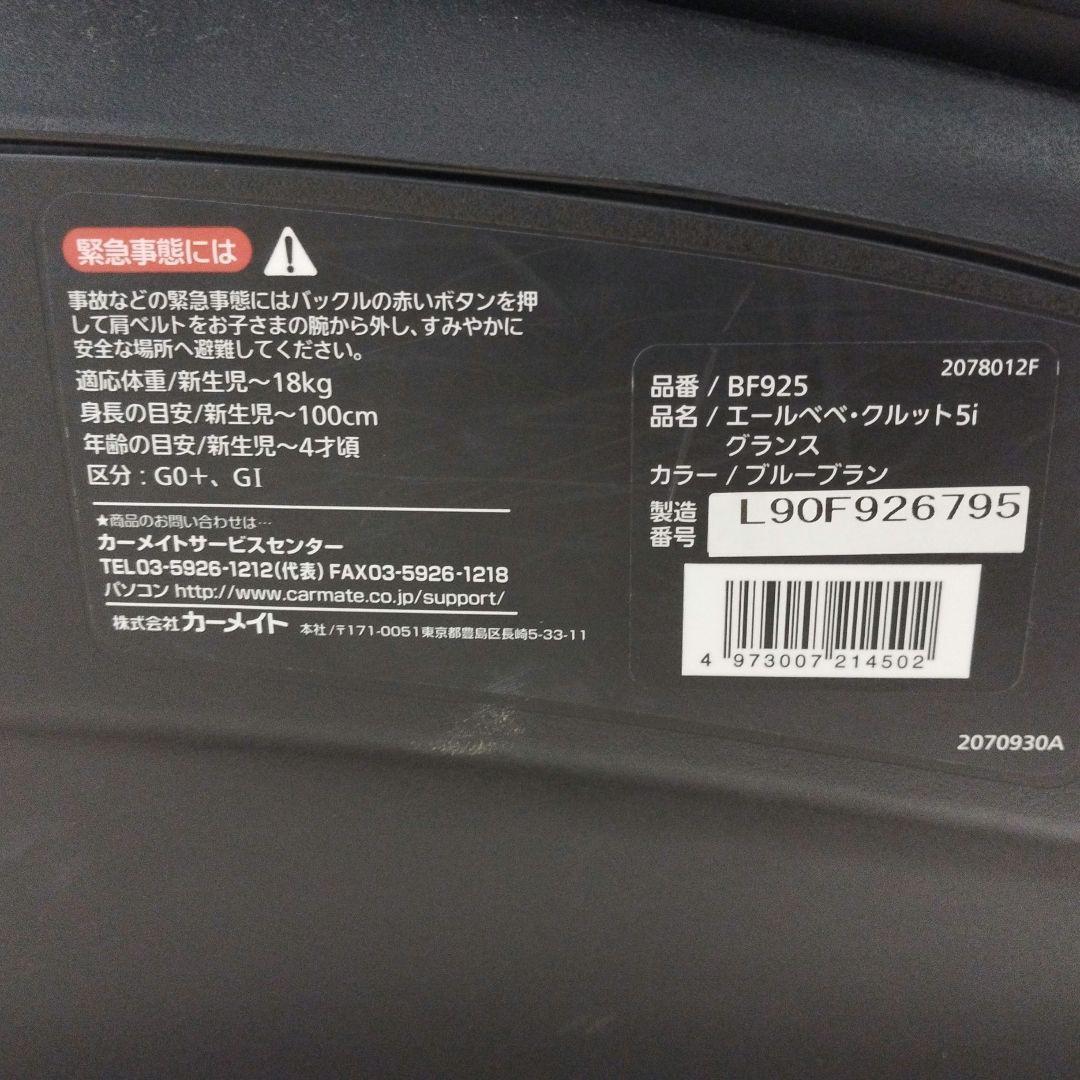 緊急事態には
事故などの緊急事態にはバックルの赤いボタンを押
して肩ベルトをお子さまの腕から外し、すみやかに
安全な場所へ避難してください。
適応体重/新生児～18kg
身長の目安/新生児～100cm
年齢の目安/新生児～4才頃
区分：G0+、GI
★商品のお問い合わせは…
カーメイトサービスセンター
TEL03-5926-1212(代表) FAX03-5926-1218
パソコン http://www.carmate.co.jp/support/
株式会社カーメイト 本社/〒171-0051東京都豊島区長崎5-33-11
2078012F
品番 / BF925
品名 / エールベベ・クルット5i
グランス
カラー / ブルーブラン
製造番号 L90F926795
4 973007 214502
2070930A